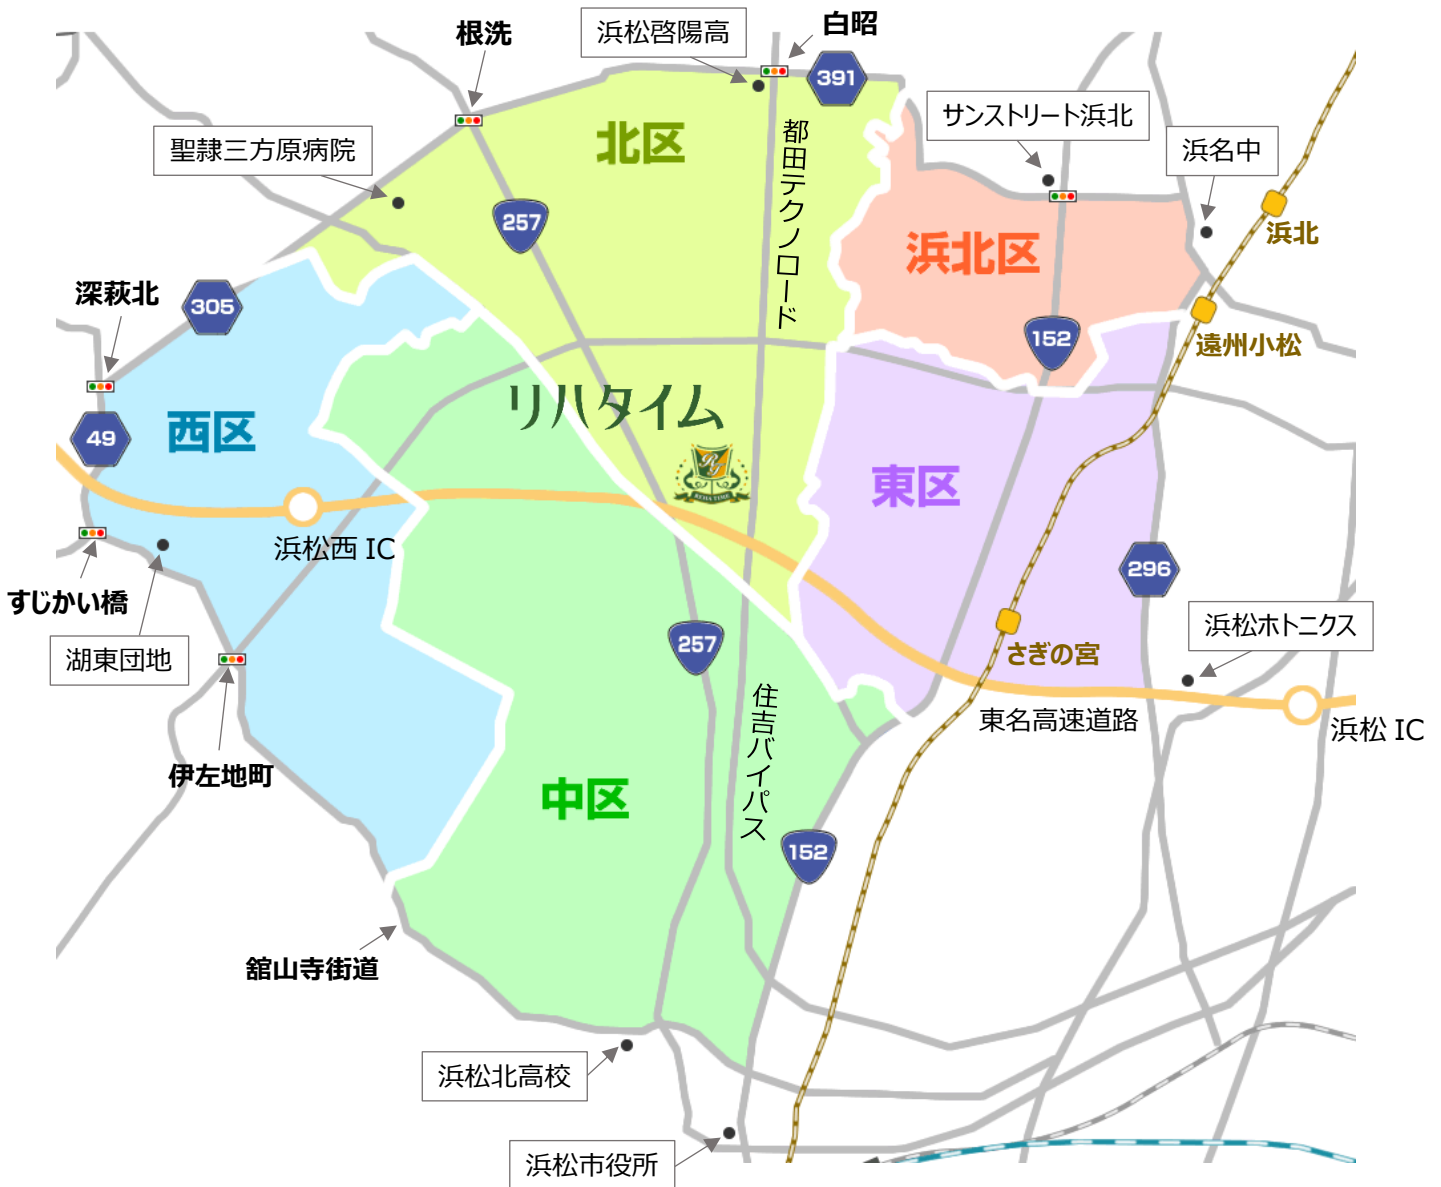 白昭
根洗
浜松啓陽高
391
サンストリート浜北
聖隷三方原病院
北区
都田テクノロード
浜名中
257
浜北区
浜北
深萩北
305
152
遠州小松
リハタイム
49
西区
RT
REHA TIME
東区
浜松西 IC
296
すじかい橋
湖東団地
257
さぎの宮
浜松ホトニクス
住吉バイパス
東名高速道路
浜松 IC
伊左地町
中区
152
舘山寺街道
浜松北高校
浜松市役所